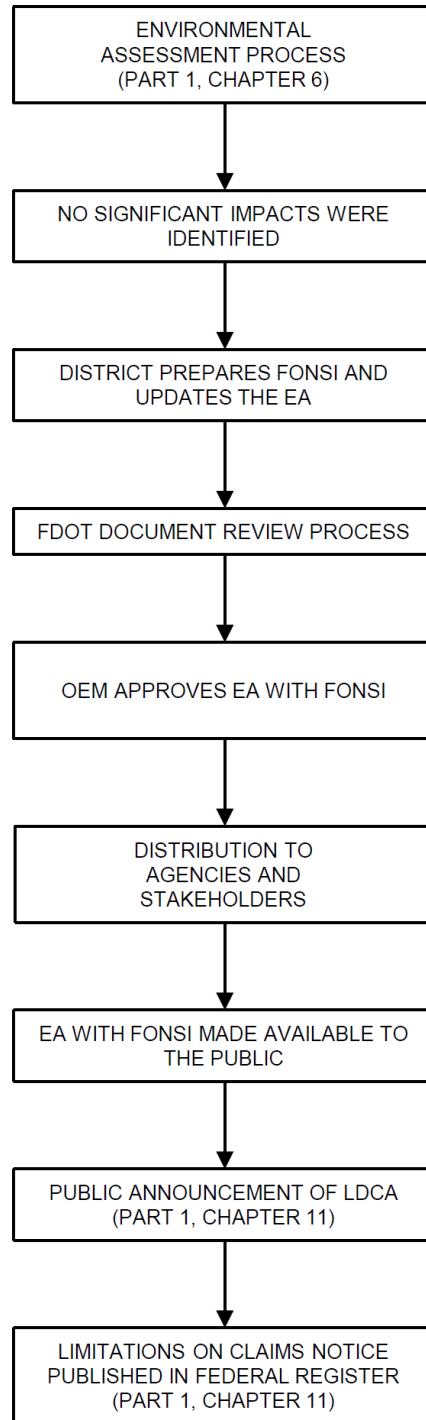 ENVIRONMENTAL
ASSESSMENT PROCESS
(PART 1, CHAPTER 6)
NO SIGNIFICANT IMPACTS WERE
IDENTIFIED
DISTRICT PREPARES FONSI AND
UPDATES THE EA
FDOT DOCUMENT REVIEW PROCESS
OEM APPROVES EA WITH FONSI
DISTRIBUTION TO
AGENCIES AND
STAKEHOLDERS
EA WITH FONSI MADE AVAILABLE TO
THE PUBLIC
PUBLIC ANNOUNCEMENT OF LDCA
(PART 1, CHAPTER 11)
LIMITATIONS ON CLAIMS NOTICE
PUBLISHED IN FEDERAL REGISTER
(PART 1, CHAPTER 11)